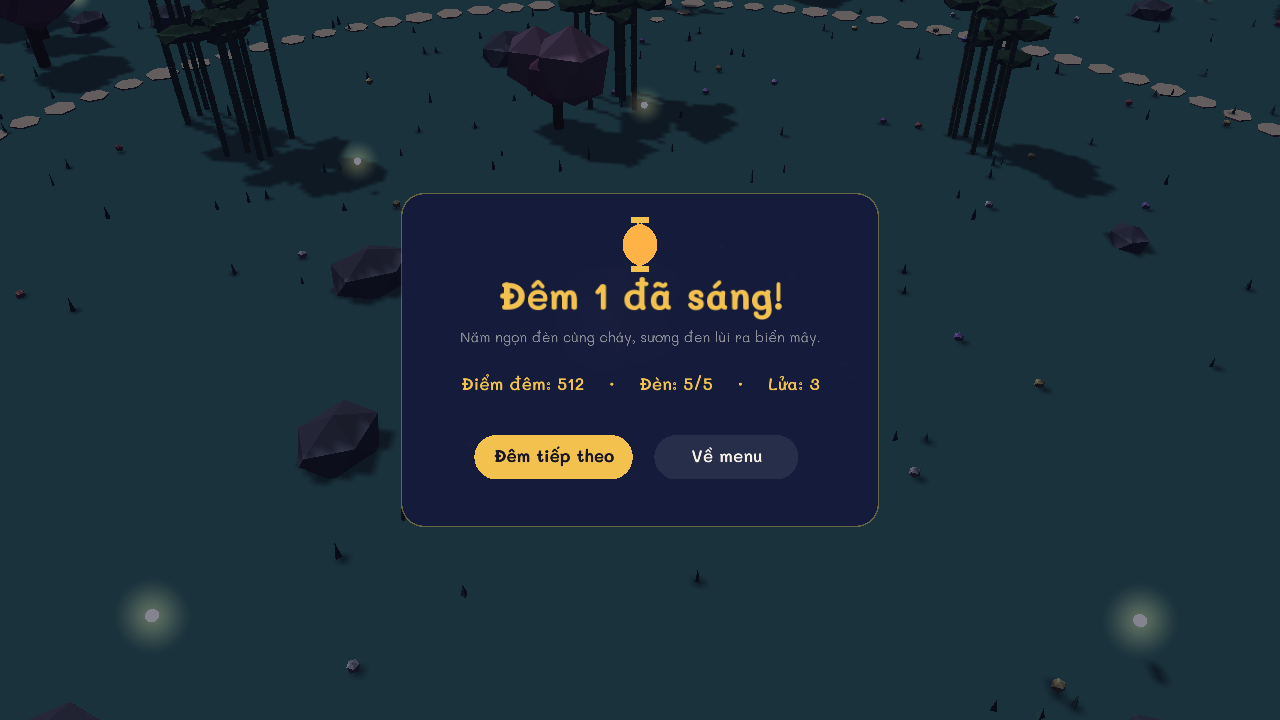 Đêm 1 đã sáng!
Năm ngọn đèn cùng cháy, sương đen lùi ra biển mây.
Điểm đêm: 512 · Đèn: 5/5 · Lửa: 3
Đêm tiếp theo
Về menu